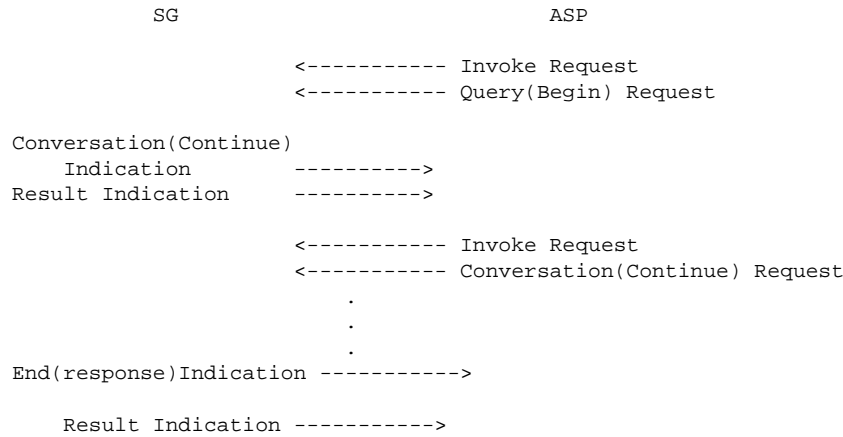 SG ASP
<----------- Invoke Request
<----------- Query(Begin) Request
Conversation(Continue)
Indication ---------->
Result Indication ---------->
<----------- Invoke Request
<----------- Conversation(Continue) Request
.
.
.
End(response)Indication ----------->
Result Indication ----------->